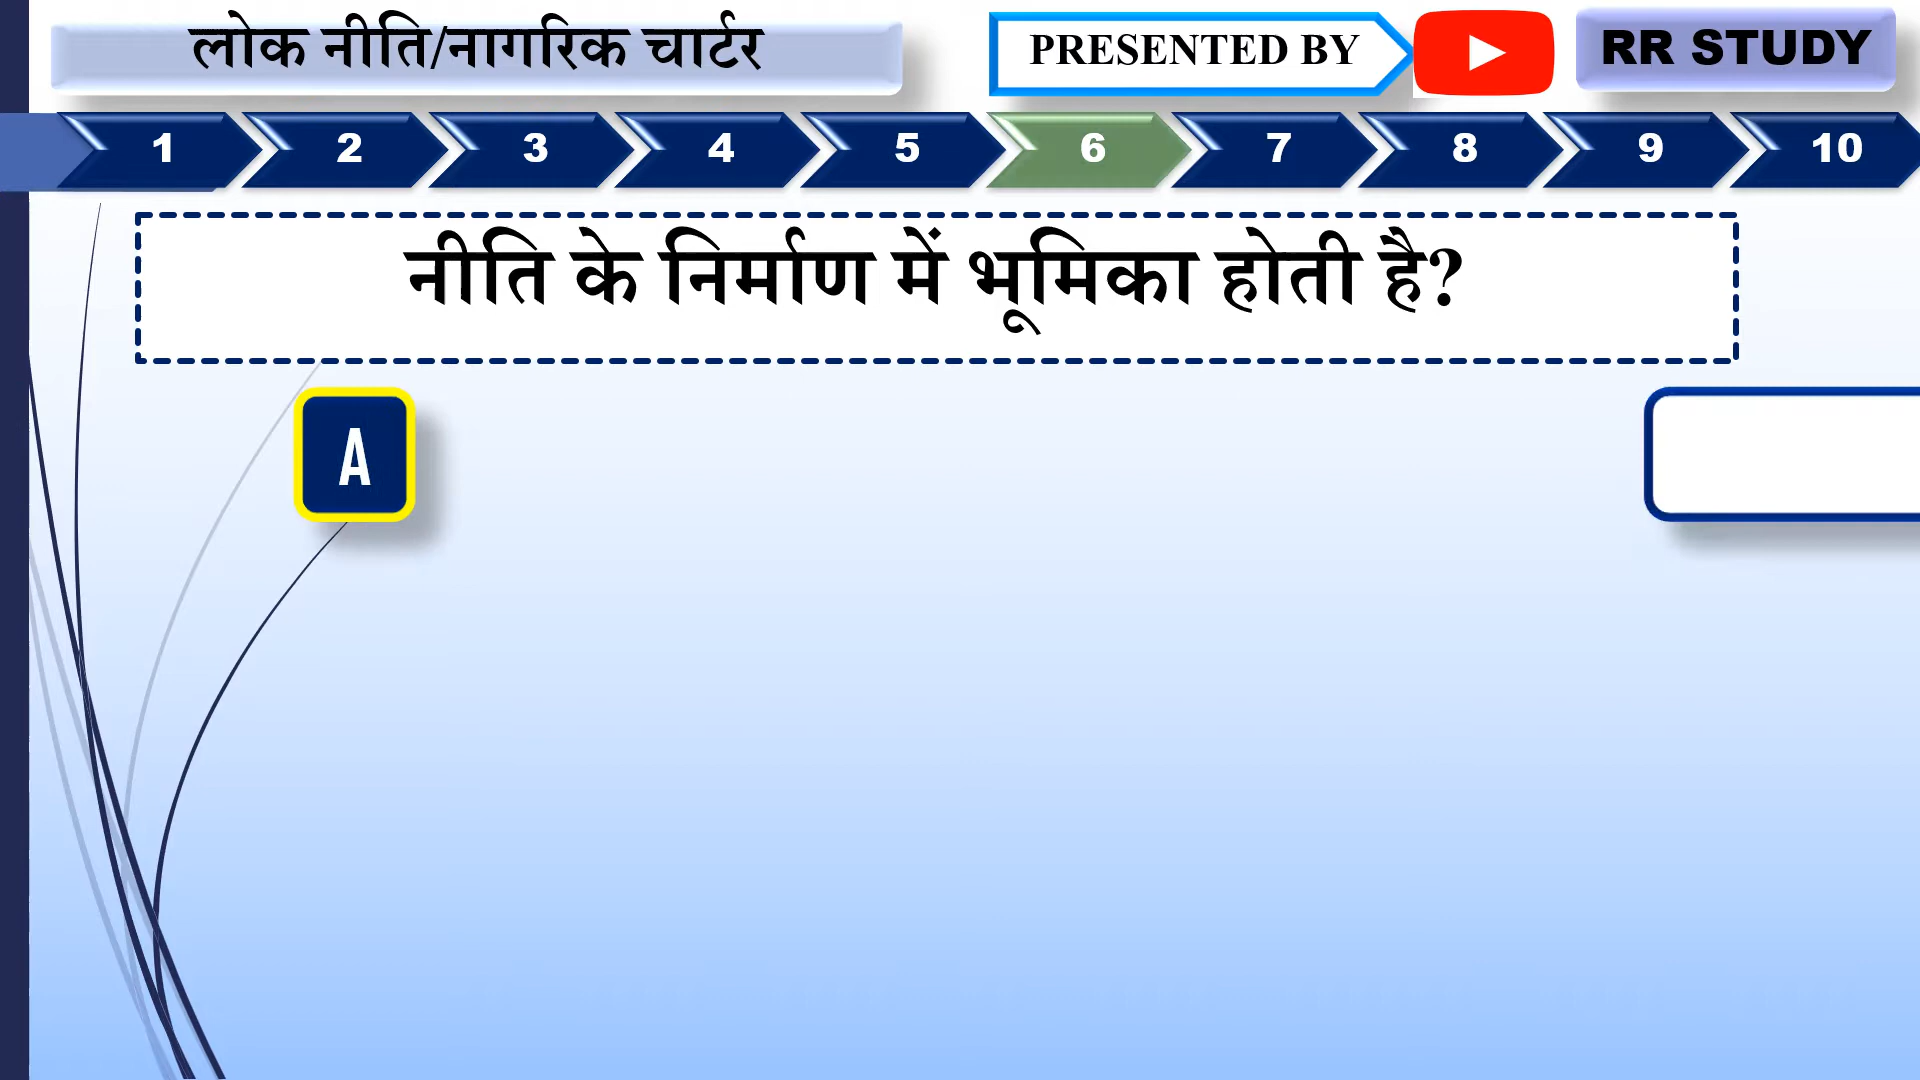 लोक नीति/नागरिक चार्टर
PRESENTED BY
RR STUDY
1 2 3 4 5 6 7 8 9 10
नीति के निर्माण में भूमिका होती है?
A